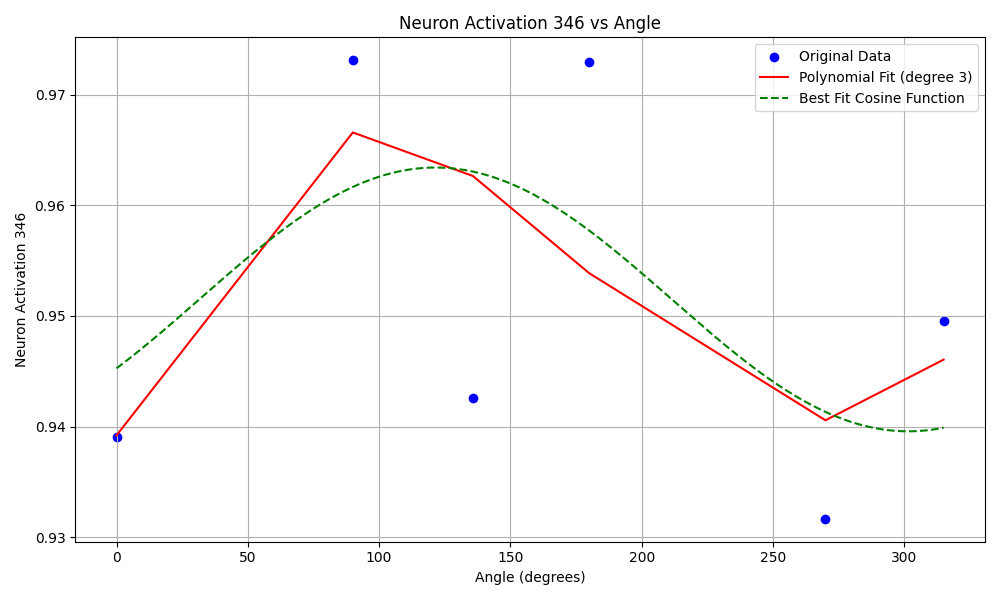 Neuron Activation 346 vs Angle
Original Data
Polynomial Fit (degree 3)
Best Fit Cosine Function
Neuron Activation 346
0.97
0.96
0.95
0.94
0.93
0
50
100
150
200
250
300
Angle (degrees)